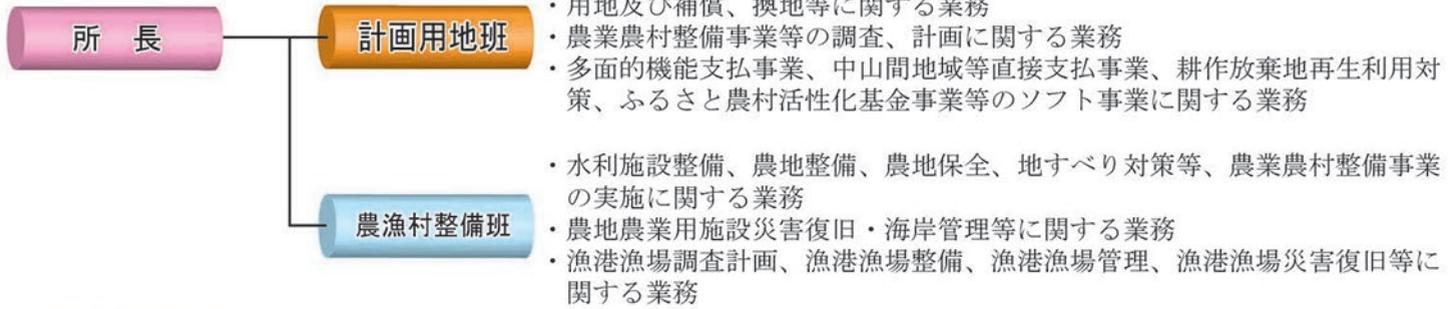 所　長
計画用地班
・用地及び補償、換地等に関する業務
・農業農村整備事業等の調査、計画に関する業務
・多面的機能支払事業、中山間地域等直接支払事業、耕作放棄地再生利用対
策、ふるさと農村活性化基金事業等のソフト事業に関する業務
農漁村整備班
・水利施設整備、農地整備、農地保全、地すべり対策等、農業農村整備事業
の実施に関する業務
・農地農業用施設災害復旧・海岸管理等に関する業務
・漁港漁場調査計画、漁港漁場整備、漁港漁場管理、漁港漁場災害復旧等に
関する業務